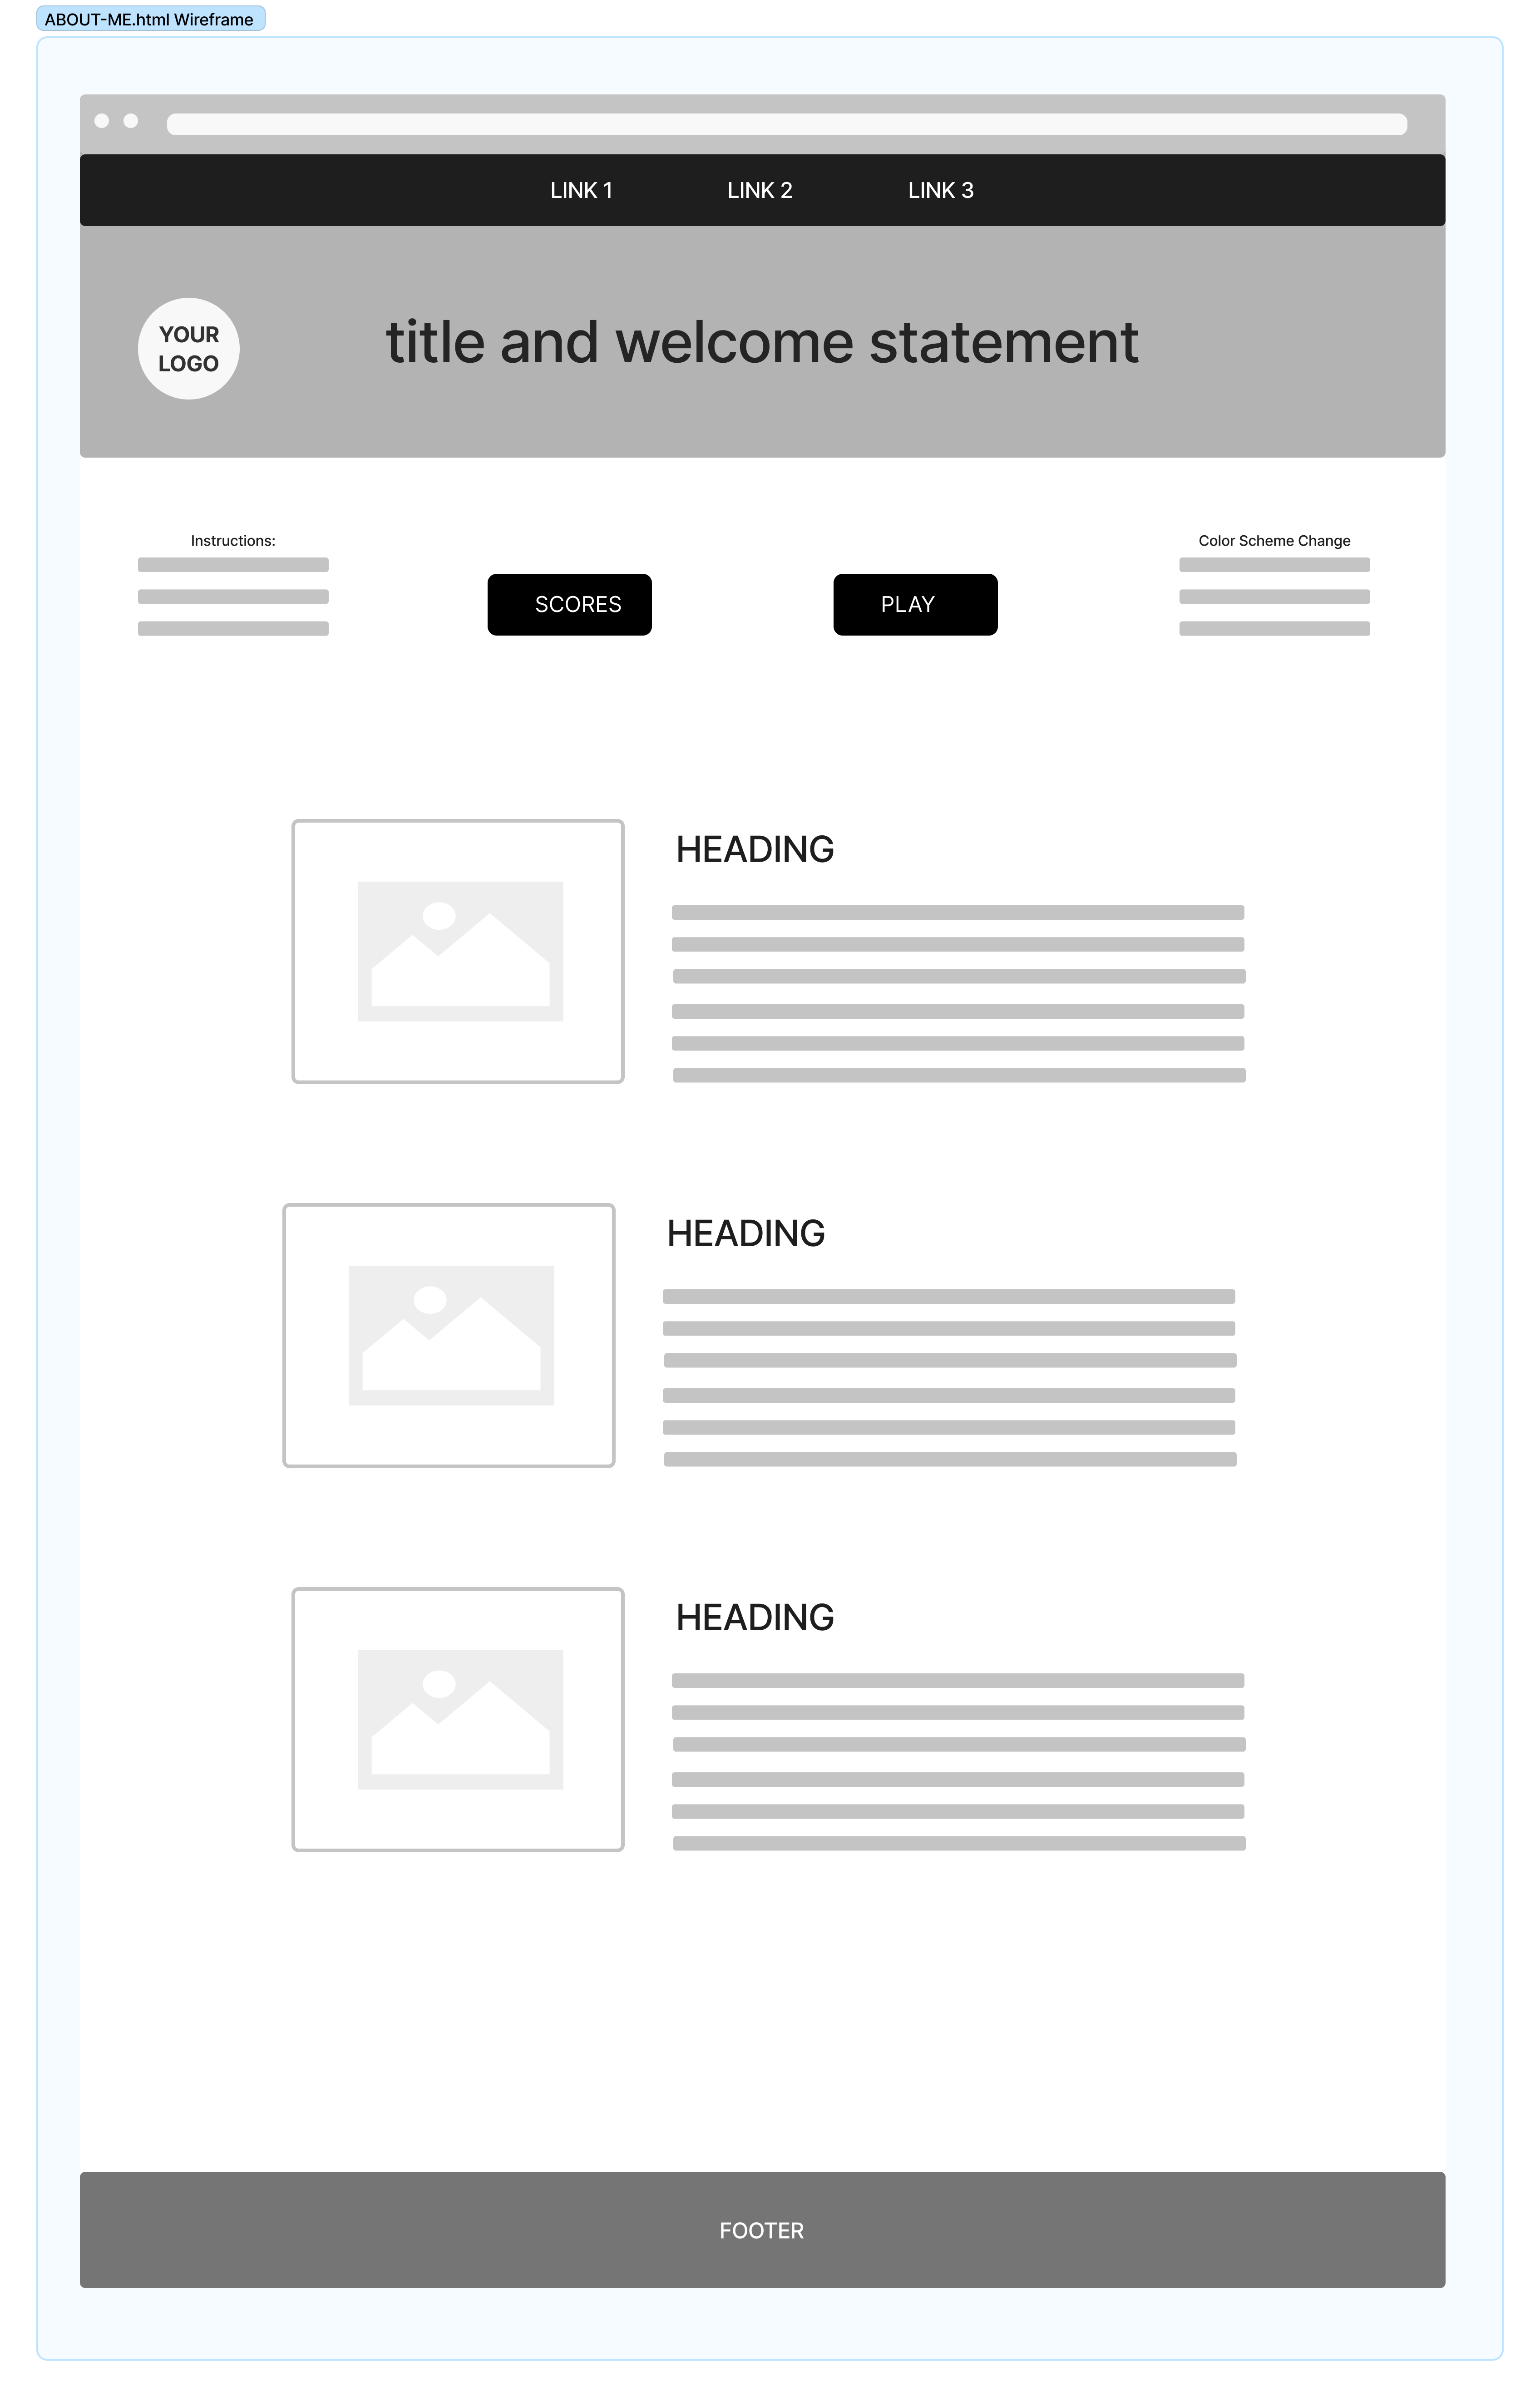 ABOUT-ME.html Wireframe
LINK 1 LINK 2 LINK 3
YOUR
LOGO
title and welcome statement
Instructions:
Color Scheme Change
SCORES
PLAY
HEADING
HEADING
HEADING
FOOTER